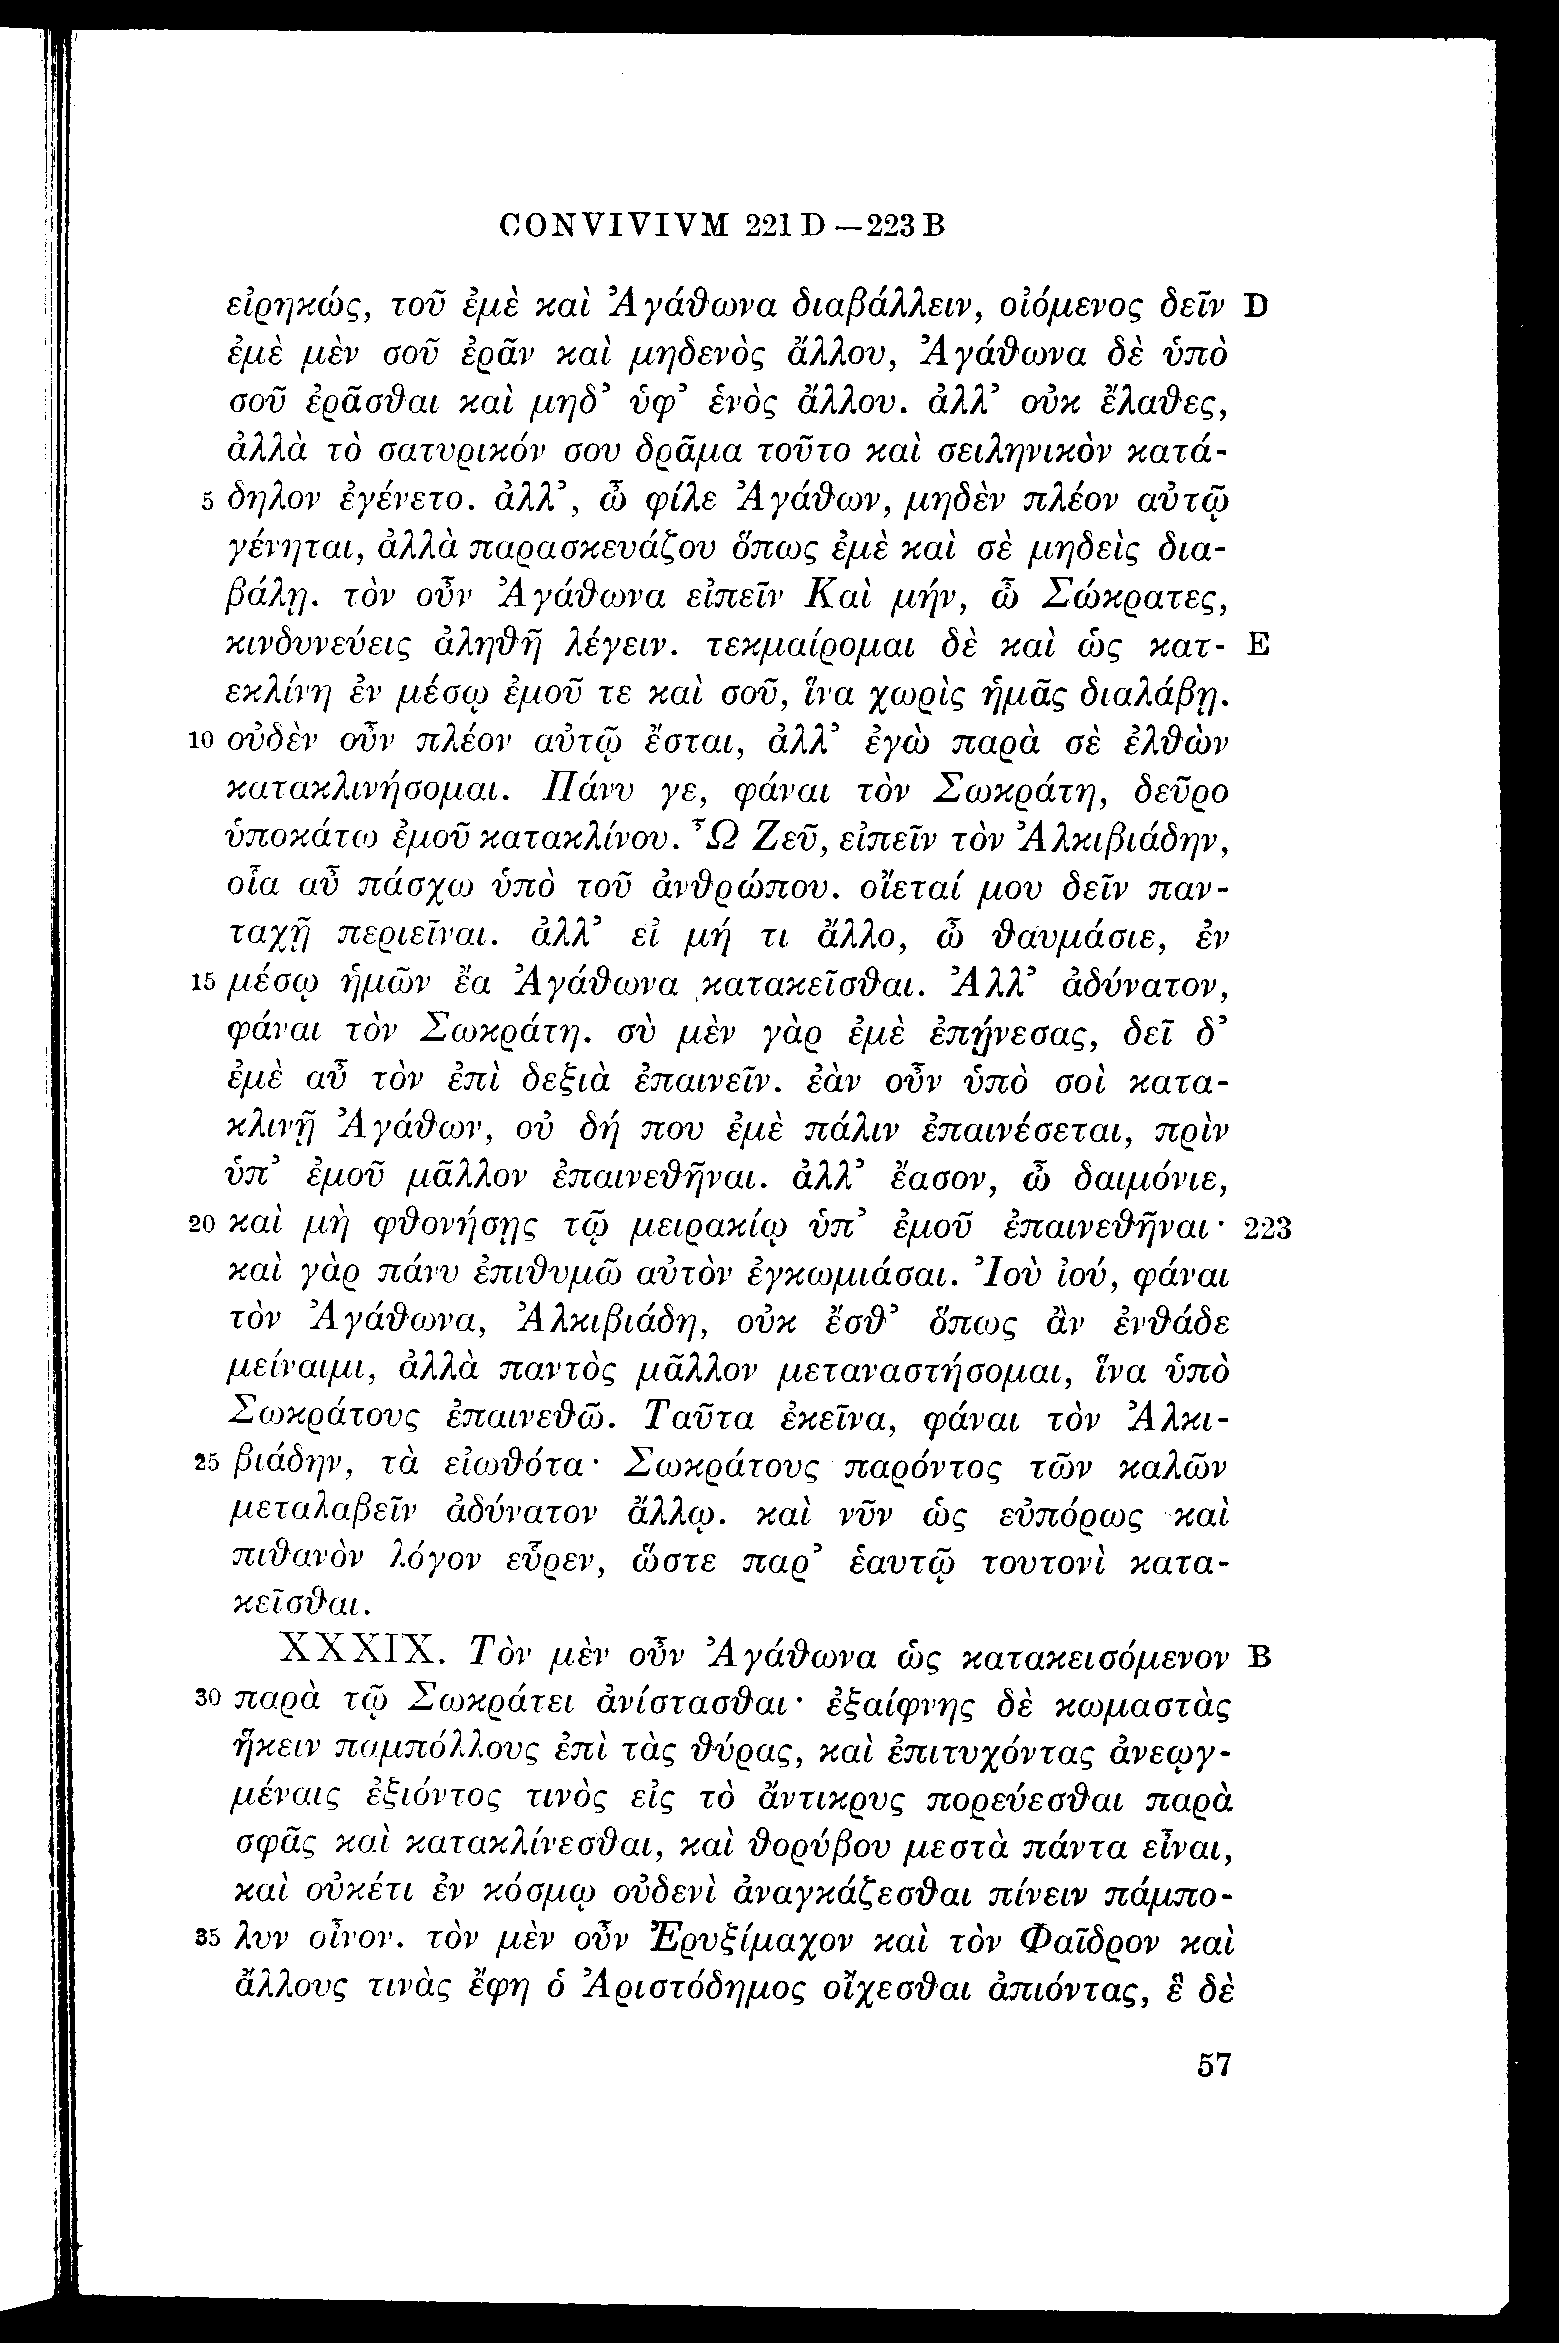 CONVIVIVM 221 D — 223 B
εἰρηκώς, τοῦ ἐμὲ καὶ Ἀγάθωνα διαβάλλειν, οἰόμενος δεῖν D
ἐμὲ μὲν σοῦ ἐρᾶν καὶ μηδενὸς ἄλλου, Ἀγάθωνα δὲ ὑπὸ
σοῦ ἐρᾶσθαι καὶ μηδ’ ὑφ’ ἑνὸς ἄλλου. ἀλλ’ οὐκ ἔλαθες,
ἀλλὰ τὸ σατυρικόν σου δρᾶμα τοῦτο καὶ σειληνικὸν κατά-
5 δηλον ἐγένετο. ἀλλ’, ὦ φίλε Ἀγάθων, μηδὲν πλέον αὐτῷ
γένηται, ἀλλὰ παρασκευάζου ὅπως ἐμὲ καὶ σὲ μηδεὶς δια-
βάλῃ. τὸν οὖν Ἀγάθωνα εἰπεῖν Καὶ μήν, ὦ Σώκρατες,
κινδυνεύεις ἀληθῆ λέγειν. τεκμαίρομαι δὲ καὶ ὡς κατ- E
εκλίνη ἐν μέσῳ ἐμοῦ τε καὶ σοῦ, ἵνα χωρὶς ἡμᾶς διαλάβῃ.
10 οὐδὲν οὖν πλέον αὐτῷ ἔσται, ἀλλ’ ἐγὼ παρὰ σὲ ἐλθὼν
κατακλινήσομαι. Πάνυ γε, φάναι τὸν Σωκράτη, δεῦρο
ὑποκάτω ἐμοῦ κατακλίνου. Ὦ Ζεῦ, εἰπεῖν τὸν Ἀλκιβιάδην,
οἷα αὖ πάσχω ὑπὸ τοῦ ἀνθρώπου. οἴεταί μου δεῖν παν-
ταχῇ περιεῖναι. ἀλλ’ εἰ μή τι ἄλλο, ὦ θαυμάσιε, ἐν
15 μέσῳ ἡμῶν ἔα Ἀγάθωνα κατακεῖσθαι. Ἀλλ’ ἀδύνατον,
φάναι τὸν Σωκράτη. σὺ μὲν γὰρ ἐμὲ ἐπῄνεσας, δεῖ δ’
ἐμὲ αὖ τὸν ἐπὶ δεξιὰ ἐπαινεῖν. ἐὰν οὖν ὑπὸ σοὶ κατα-
κλινῇ Ἀγάθων, οὐ δή που ἐμὲ πάλιν ἐπαινέσεται, πρὶν
ὑπ’ ἐμοῦ μᾶλλον ἐπαινεθῆναι. ἀλλ’ ἔασον, ὦ δαιμόνιε,
20 καὶ μὴ φθονήσῃς τῷ μειρακίῳ ὑπ’ ἐμοῦ ἐπαινεθῆναι· 223
καὶ γὰρ πάνυ ἐπιθυμῶ αὐτὸν ἐγκωμιάσαι. Ἰοὺ ἰού, φάναι
τὸν Ἀγάθωνα, Ἀλκιβιάδη, οὐκ ἔσθ’ ὅπως ἂν ἐνθάδε
μείναιμι, ἀλλὰ παντὸς μᾶλλον μεταναστήσομαι, ἵνα ὑπὸ
Σωκράτους ἐπαινεθῶ. Ταῦτα ἐκεῖνα, φάναι τὸν Ἀλκι-
25 βιάδην, τὰ εἰωθότα· Σωκράτους παρόντος τῶν καλῶν
μεταλαβεῖν ἀδύνατον ἄλλῳ. καὶ νῦν ὡς εὐπόρως καὶ
πιθανὸν λόγον εὗρεν, ὥστε παρ’ ἑαυτῷ τουτονὶ κατα-
κεῖσθαι.
XXXIX. Τὸν μὲν οὖν Ἀγάθωνα ὡς κατακεισόμενον B
30 παρὰ τῷ Σωκράτει ἀνίστασθαι· ἐξαίφνης δὲ κωμαστὰς
ἥκειν παμπόλλους ἐπὶ τὰς θύρας, καὶ ἐπιτυχόντας ἀνεῳγ-
μέναις ἐξιόντος τινὸς εἰς τὸ ἄντικρυς πορεύεσθαι παρὰ
σφᾶς καὶ κατακλίνεσθαι, καὶ θορύβου μεστὰ πάντα εἶναι,
καὶ οὐκέτι ἐν κόσμῳ οὐδενὶ ἀναγκάζεσθαι πίνειν πάμπο-
35 λυν οἶνον. τὸν μὲν οὖν Ἐρυξίμαχον καὶ τὸν Φαῖδρον καὶ
ἄλλους τινὰς ἔφη ὁ Ἀριστόδημος οἴχεσθαι ἀπιόντας, ἓ δὲ
57